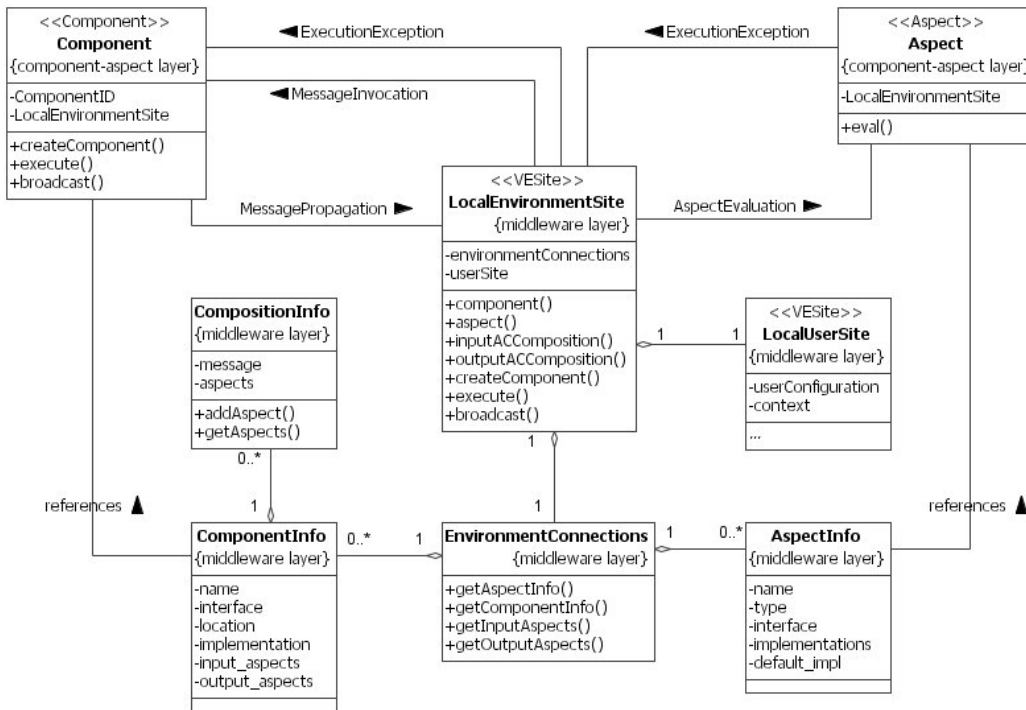 <<Component>>
Component
{component-aspect layer}
-ComponentID
-LocalEnvironmentSite
+createComponent()
+execute()
+broadcast()
◄ExecutionException
◄MessageInvocation
MessagePropagation ►
◄ExecutionException
<<Aspect>>
Aspect
{component-aspect layer}
-LocalEnvironmentSite
+eval()
<<VESite>>
LocalEnvironmentSite
{middleware layer}
-environmentConnections
-userSite
+component()
+aspect()
+inputACComposition()
+outputACComposition()
+createComponent()
+execute()
+broadcast()
AspectEvaluation ►
CompositionInfo
{middleware layer}
-message
-aspects
+addAspect()
+getAspects()
<<VESite>>
LocalUserSite
{middleware layer}
-userConfiguration
-context
...
1
1
1
1
0..*
1
references ▲
references ▲
ComponentInfo
{middleware layer}
-name
-interface
-location
-implementation
-input_aspects
-output_aspects
0..*
1
EnvironmentConnections
{middleware layer}
+getAspectInfo()
+getComponentInfo()
+getInputAspects()
+getOutputAspects()
1
0..*
AspectInfo
{middleware layer}
-name
-type
-interface
-implementations
-default_impl